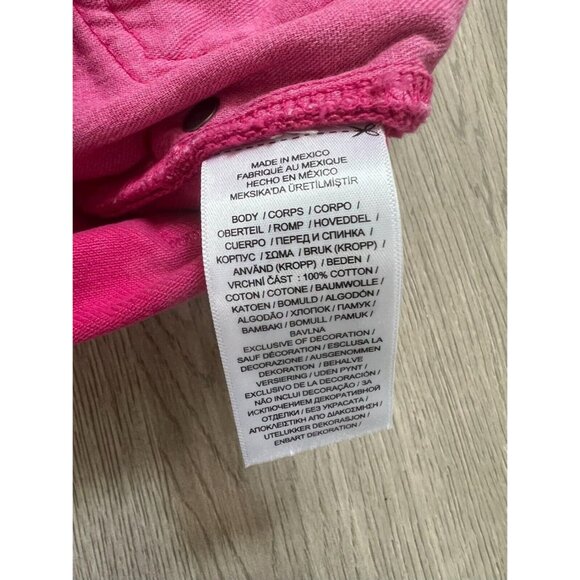 MADE IN MEXICO
FABRIQUÉ AU MEXIQUE
HECHO EN MÉXICO
MEKSIKA'DA ÜRETİLMİŞTİR
BODY / CORPS / CORPO /
OBERTEIL / ROMP / HOVEDDEL /
CUERPO / ПЕРЕД И СПИНКА /
КОРПУС / ΣΩΜΑ / BRUK (KROPP) /
ANVÄND (KROPP) / BEDEN /
VRCHNÍ ČÁST : 100% COTTON /
COTON / COTONE / BAUMWOLLE /
KATOEN / BOMULD / ALGODÓN /
ALGODÃO / ХЛОПОК / ПАМУК /
BAMBAKI / BOMULL / PAMUK /
BAVLNA
EXCLUSIVE OF DECORATION /
SAUF DÉCORATION / ESCLUSA LA
DECORAZIONE / AUSGENOMMEN
DEKORATION / BEHALVE
VERSIERING / UDEN PYNT /
EXCLUSIVO DE LA DECORACIÓN /
NÃO INCLUI DECORAÇÃO / ЗА
ИСКЛЮЧЕНИЕМ ДЕКОРАТИВНОЙ
ОТДЕЛКИ / БЕЗ УКРАСАТА /
ΑΠΟΚΛΕΙΣΤΙΚΗ ΑΠΟ ΔΙΑΚΟΣΜΗΣΗ /
UTELUKKER DEKORASJON /
ENBART DEKORATION /